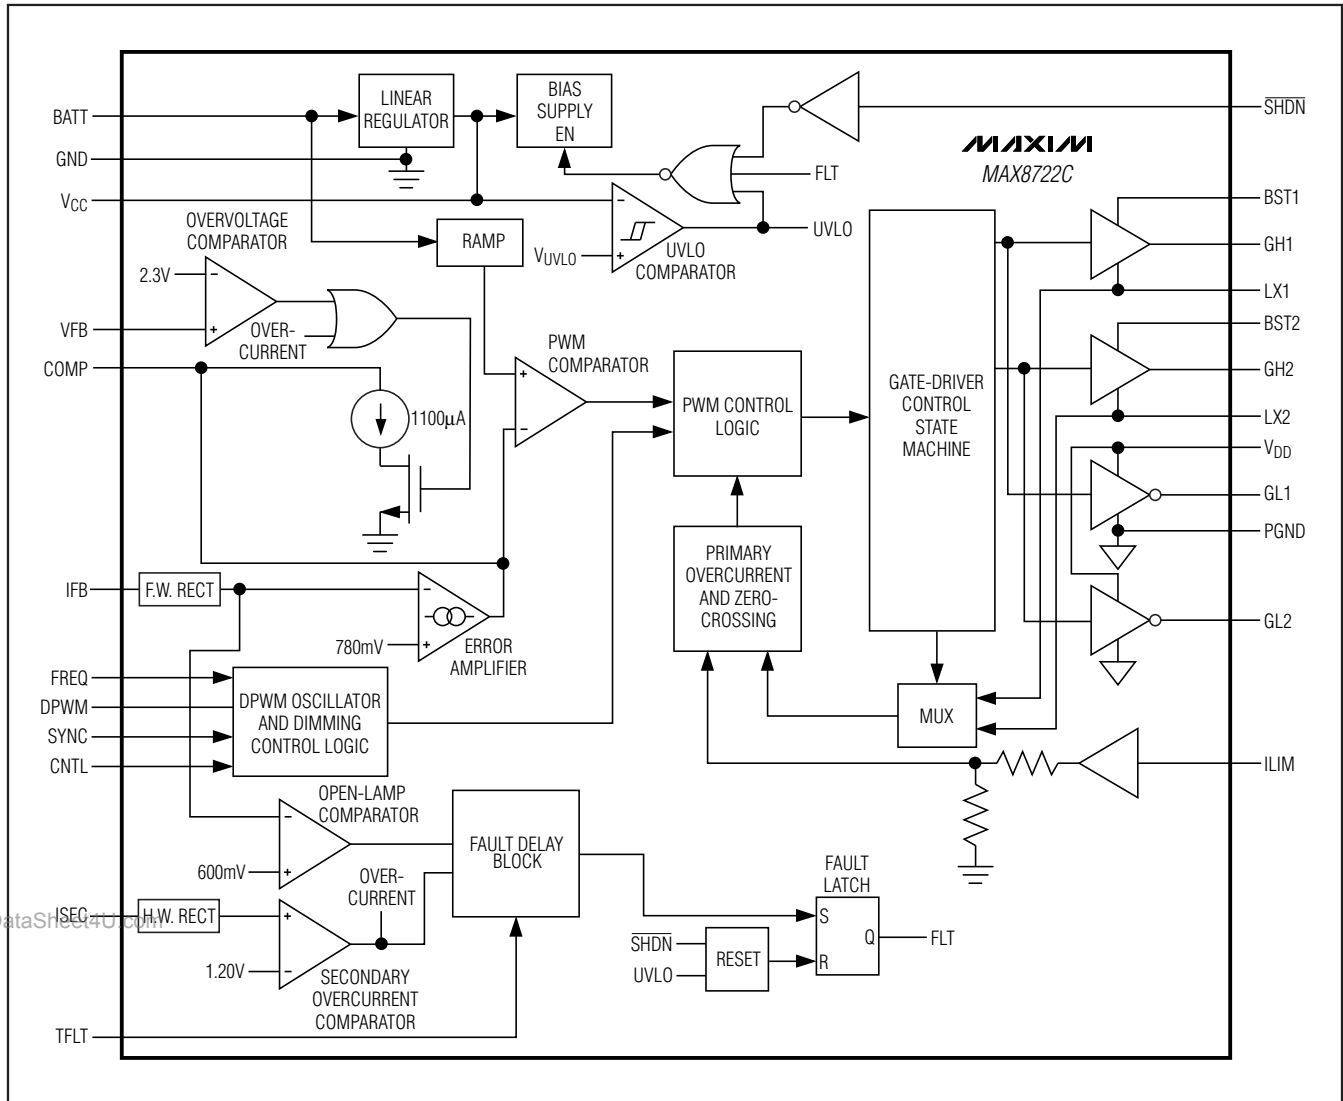 BATT
GND
VCC
LINEAR
REGULATOR
BIAS
SUPPLY
EN
SHDN
MAXIM
MAX8722C
FLT
UVLO
BST1
GH1
LX1
BST2
GH2
LX2
VDD
GL1
PGND
GL2
ILIM
OVERVOLTAGE
COMPARATOR
2.3V
-
+
VFB
OVER-
CURRENT
COMP
RAMP
VUVLO
-
+
UVLO
COMPARATOR
PWM
COMPARATOR
+
-
1100µA
PWM CONTROL
LOGIC
GATE-DRIVER
CONTROL
STATE
MACHINE
PRIMARY
OVERCURRENT
AND ZERO-
CROSSING
MUX
IFB
F.W. RECT
780mV
-
+
ERROR
AMPLIFIER
FREQ
DPWM
SYNC
CNTL
DPWM OSCILLATOR
AND DIMMING
CONTROL LOGIC
OPEN-LAMP
COMPARATOR
600mV
-
+
FAULT DELAY
BLOCK
OVER-
CURRENT
ISEC
H.W. RECT
1.20V
+
-
SECONDARY
OVERCURRENT
COMPARATOR
TFLT
SHDN
UVLO
RESET
FAULT
LATCH
S
R
Q
FLT
ataSheet4U.com